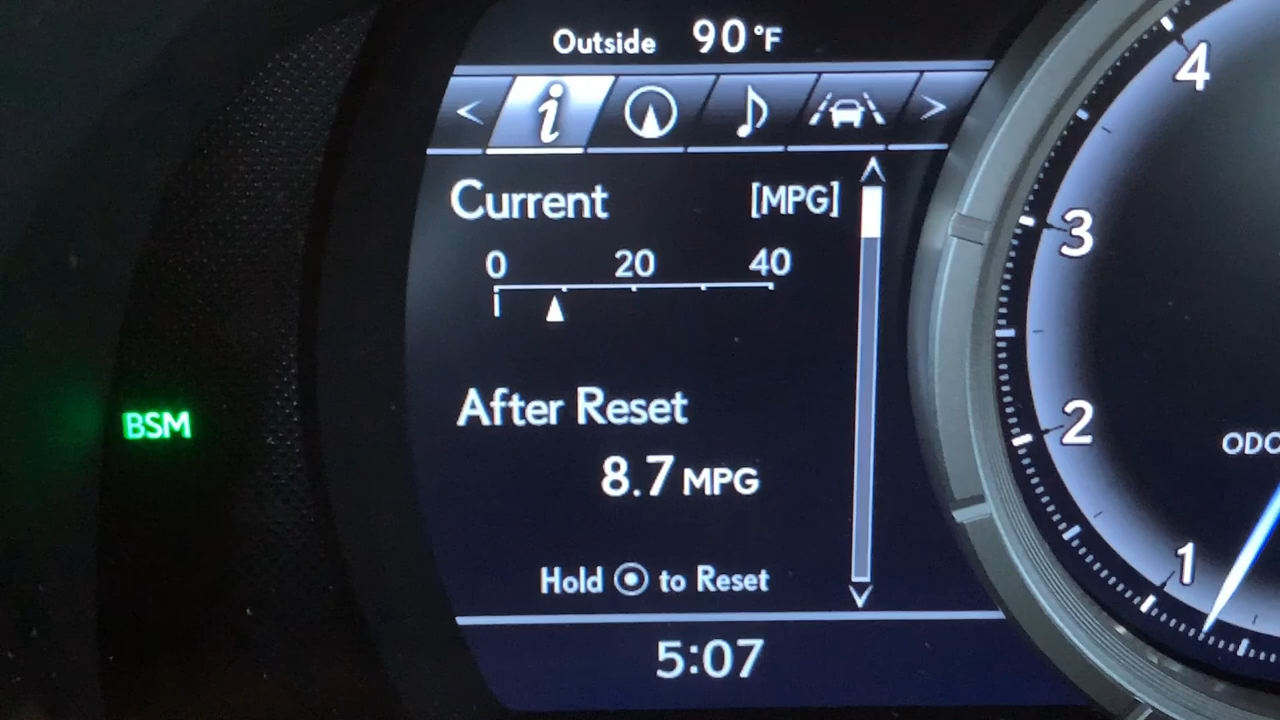 Outside 90°F
Current [MPG]
0 20 40
After Reset
8.7 MPG
Hold to Reset
5:07
BSM
4
3
2
1
ODO